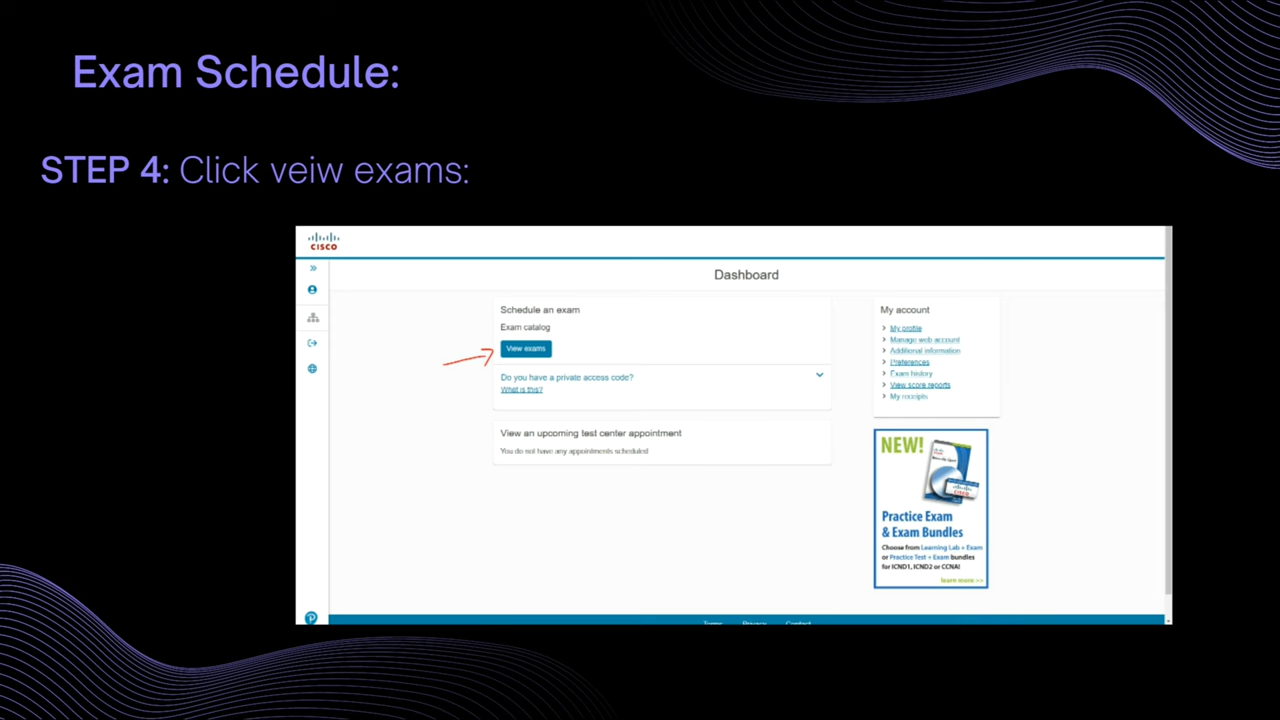 Exam Schedule:
STEP 4: Click veiw exams:
CISCO
Dashboard
Schedule an exam
Exam catalog
View exams
Do you have a private access code?
What is this?
View an upcoming test center appointment
You do not have any appointments scheduled
My account
My profile
Manage web account
Additional information
Preferences
Exam history
View score reports
My receipts
NEW!
CISCO
Practice Exam
& Exam Bundles
Choose from Learning Lab + Exam
or Practice Test + Exam bundles
for ICND1, ICND2 or CCNA!
learn more >>
Terms Privacy Contact